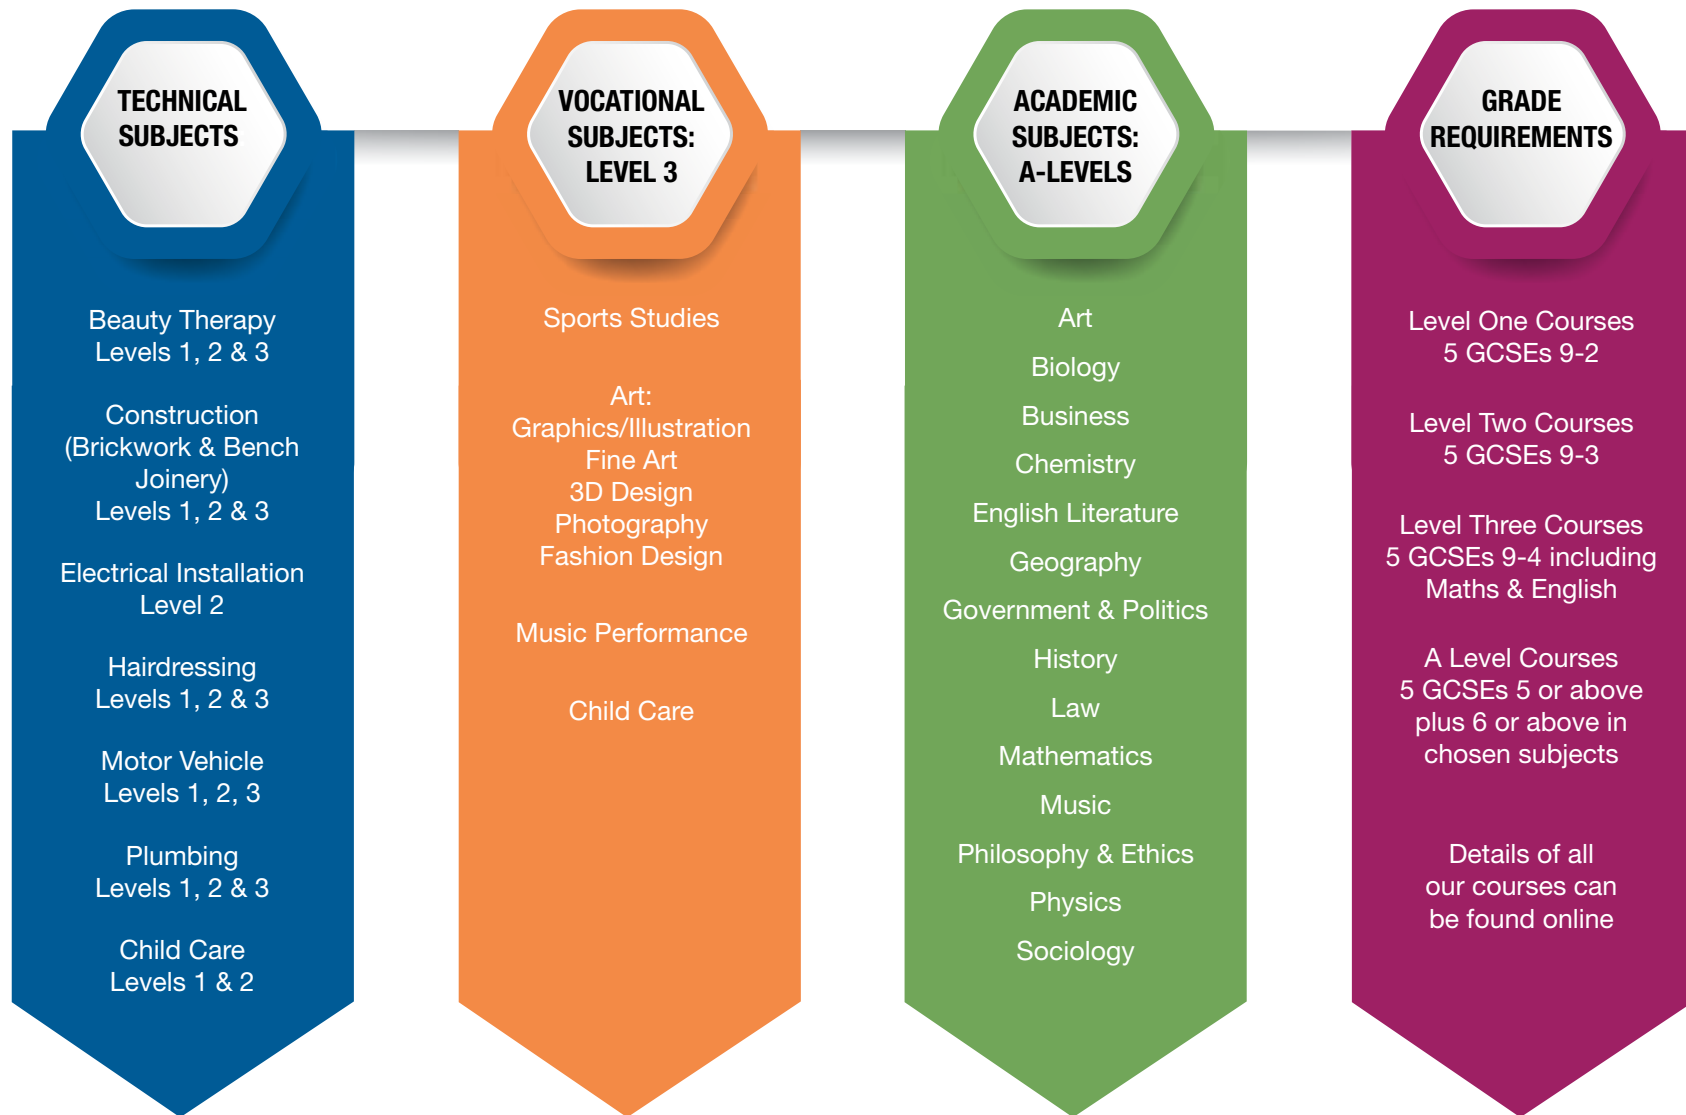 TECHNICAL
SUBJECTS
Beauty Therapy
Levels 1, 2 & 3
Construction
(Brickwork & Bench
Joinery)
Levels 1, 2 & 3
Electrical Installation
Level 2
Hairdressing
Levels 1, 2 & 3
Motor Vehicle
Levels 1, 2, 3
Plumbing
Levels 1, 2 & 3
Child Care
Levels 1 & 2
VOCATIONAL
SUBJECTS:
LEVEL 3
Sports Studies
Art:
Graphics/Illustration
Fine Art
3D Design
Photography
Fashion Design
Music Performance
Child Care
ACADEMIC
SUBJECTS:
A-LEVELS
Art
Biology
Business
Chemistry
English Literature
Geography
Government & Politics
History
Law
Mathematics
Music
Philosophy & Ethics
Physics
Sociology
GRADE
REQUIREMENTS
Level One Courses
5 GCSEs 9-2
Level Two Courses
5 GCSEs 9-3
Level Three Courses
5 GCSEs 9-4 including
Maths & English
A Level Courses
5 GCSEs 5 or above
plus 6 or above in
chosen subjects
Details of all
our courses can
be found online